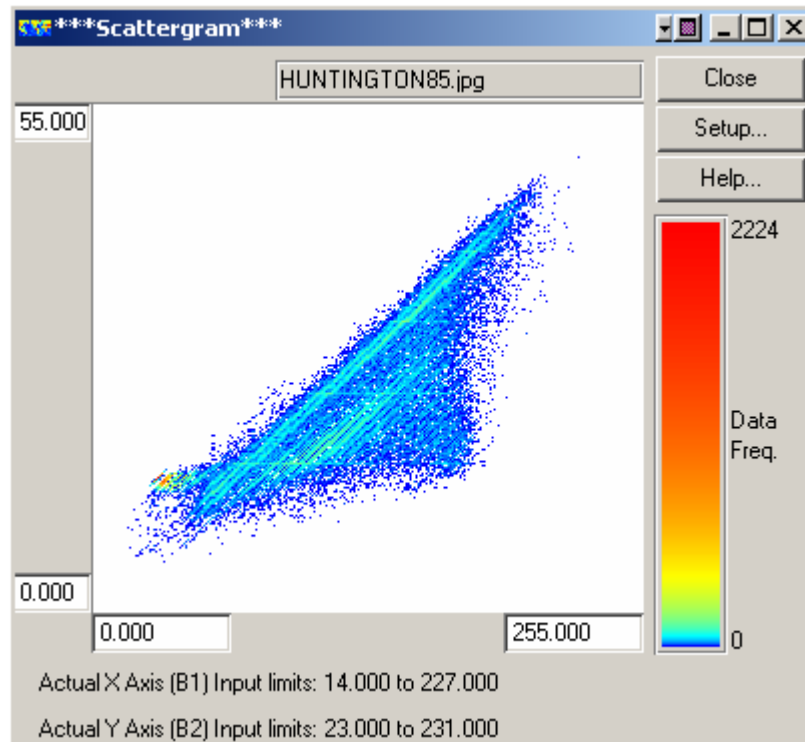 ***Scattergram***
HUNTINGTON85.jpg
Close
55.000
Setup...
Help...
2224
Data
Freq.
0.000
0
0.000
255.000
Actual X Axis (B1) Input limits: 14.000 to 227.000
Actual Y Axis (B2) Input limits: 23.000 to 231.000